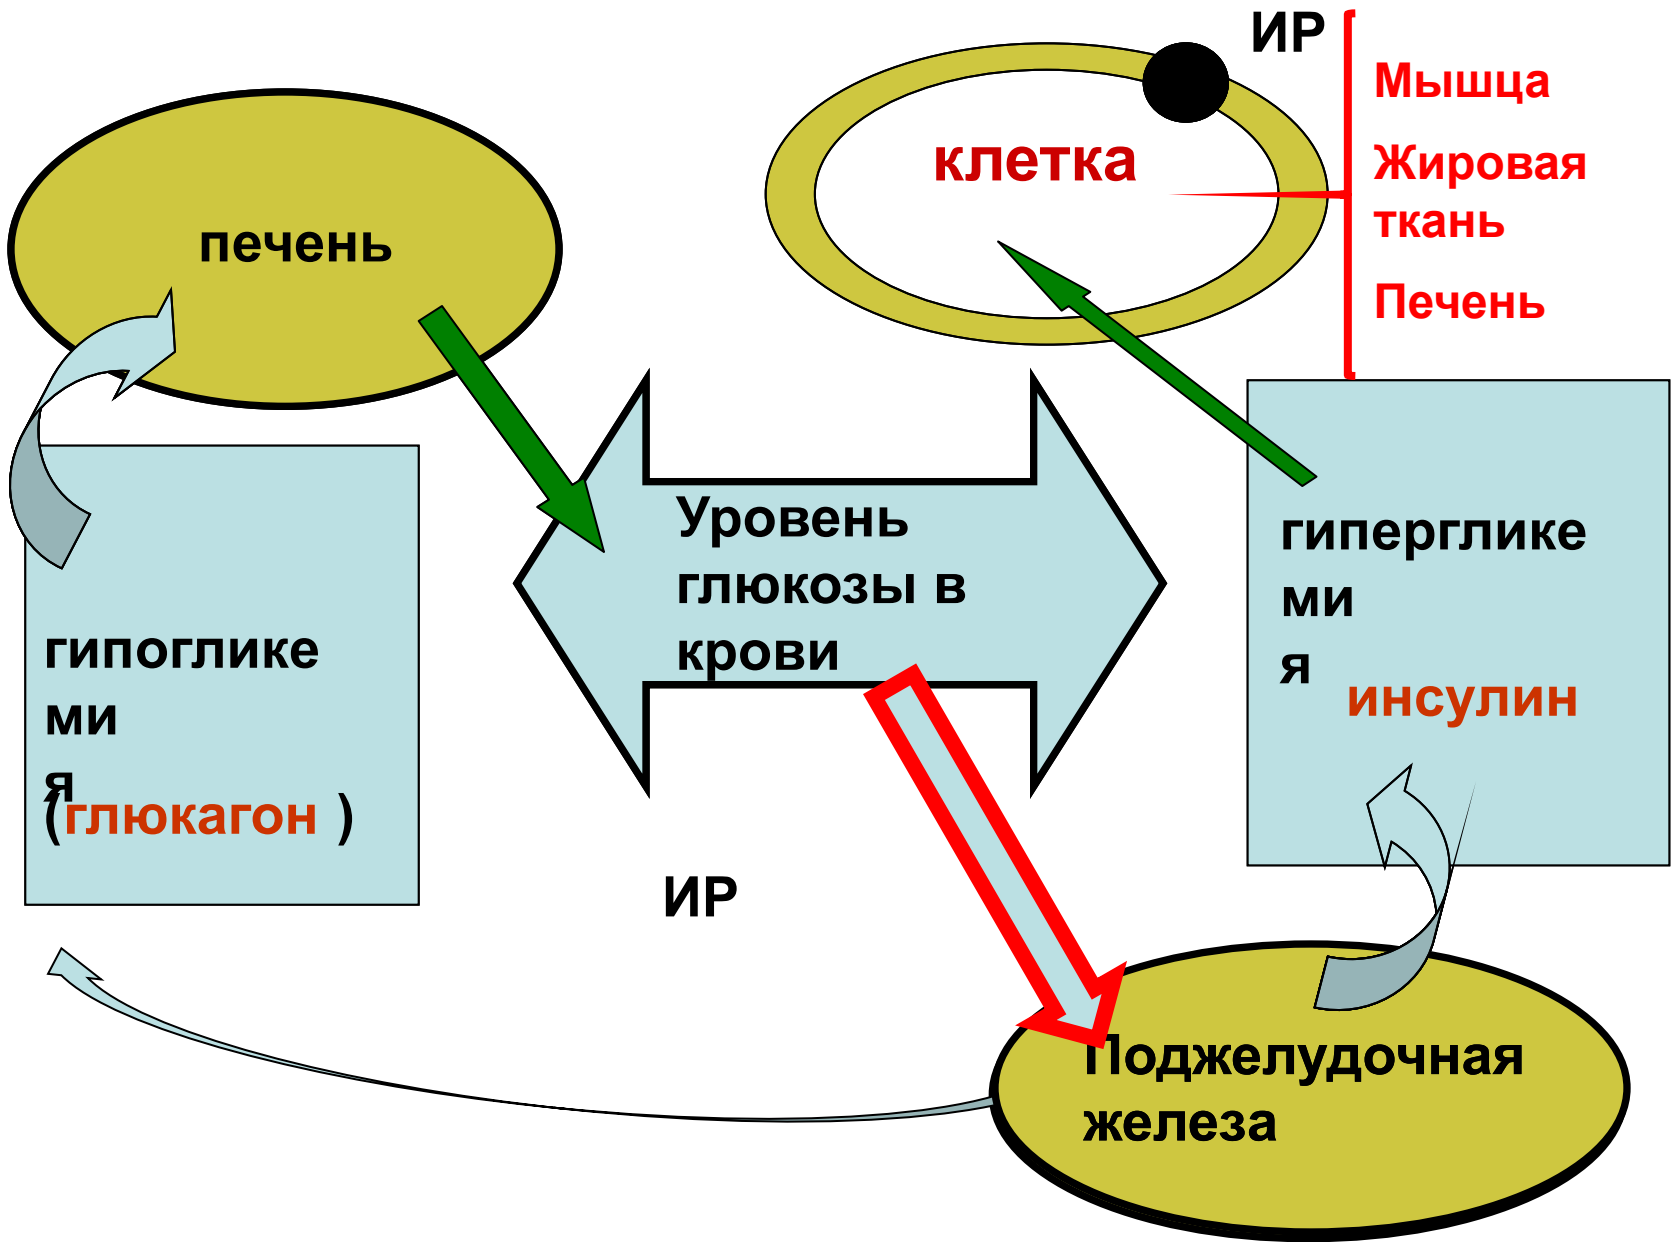 ИР
Мышца
Жировая
ткань
Печень
клетка
печень
Уровень
глюкозы в
крови
гиперглике
ми
я
инсулин
гипоглике
ми
я
(глюкагон )
ИР
Поджелудочная
железа